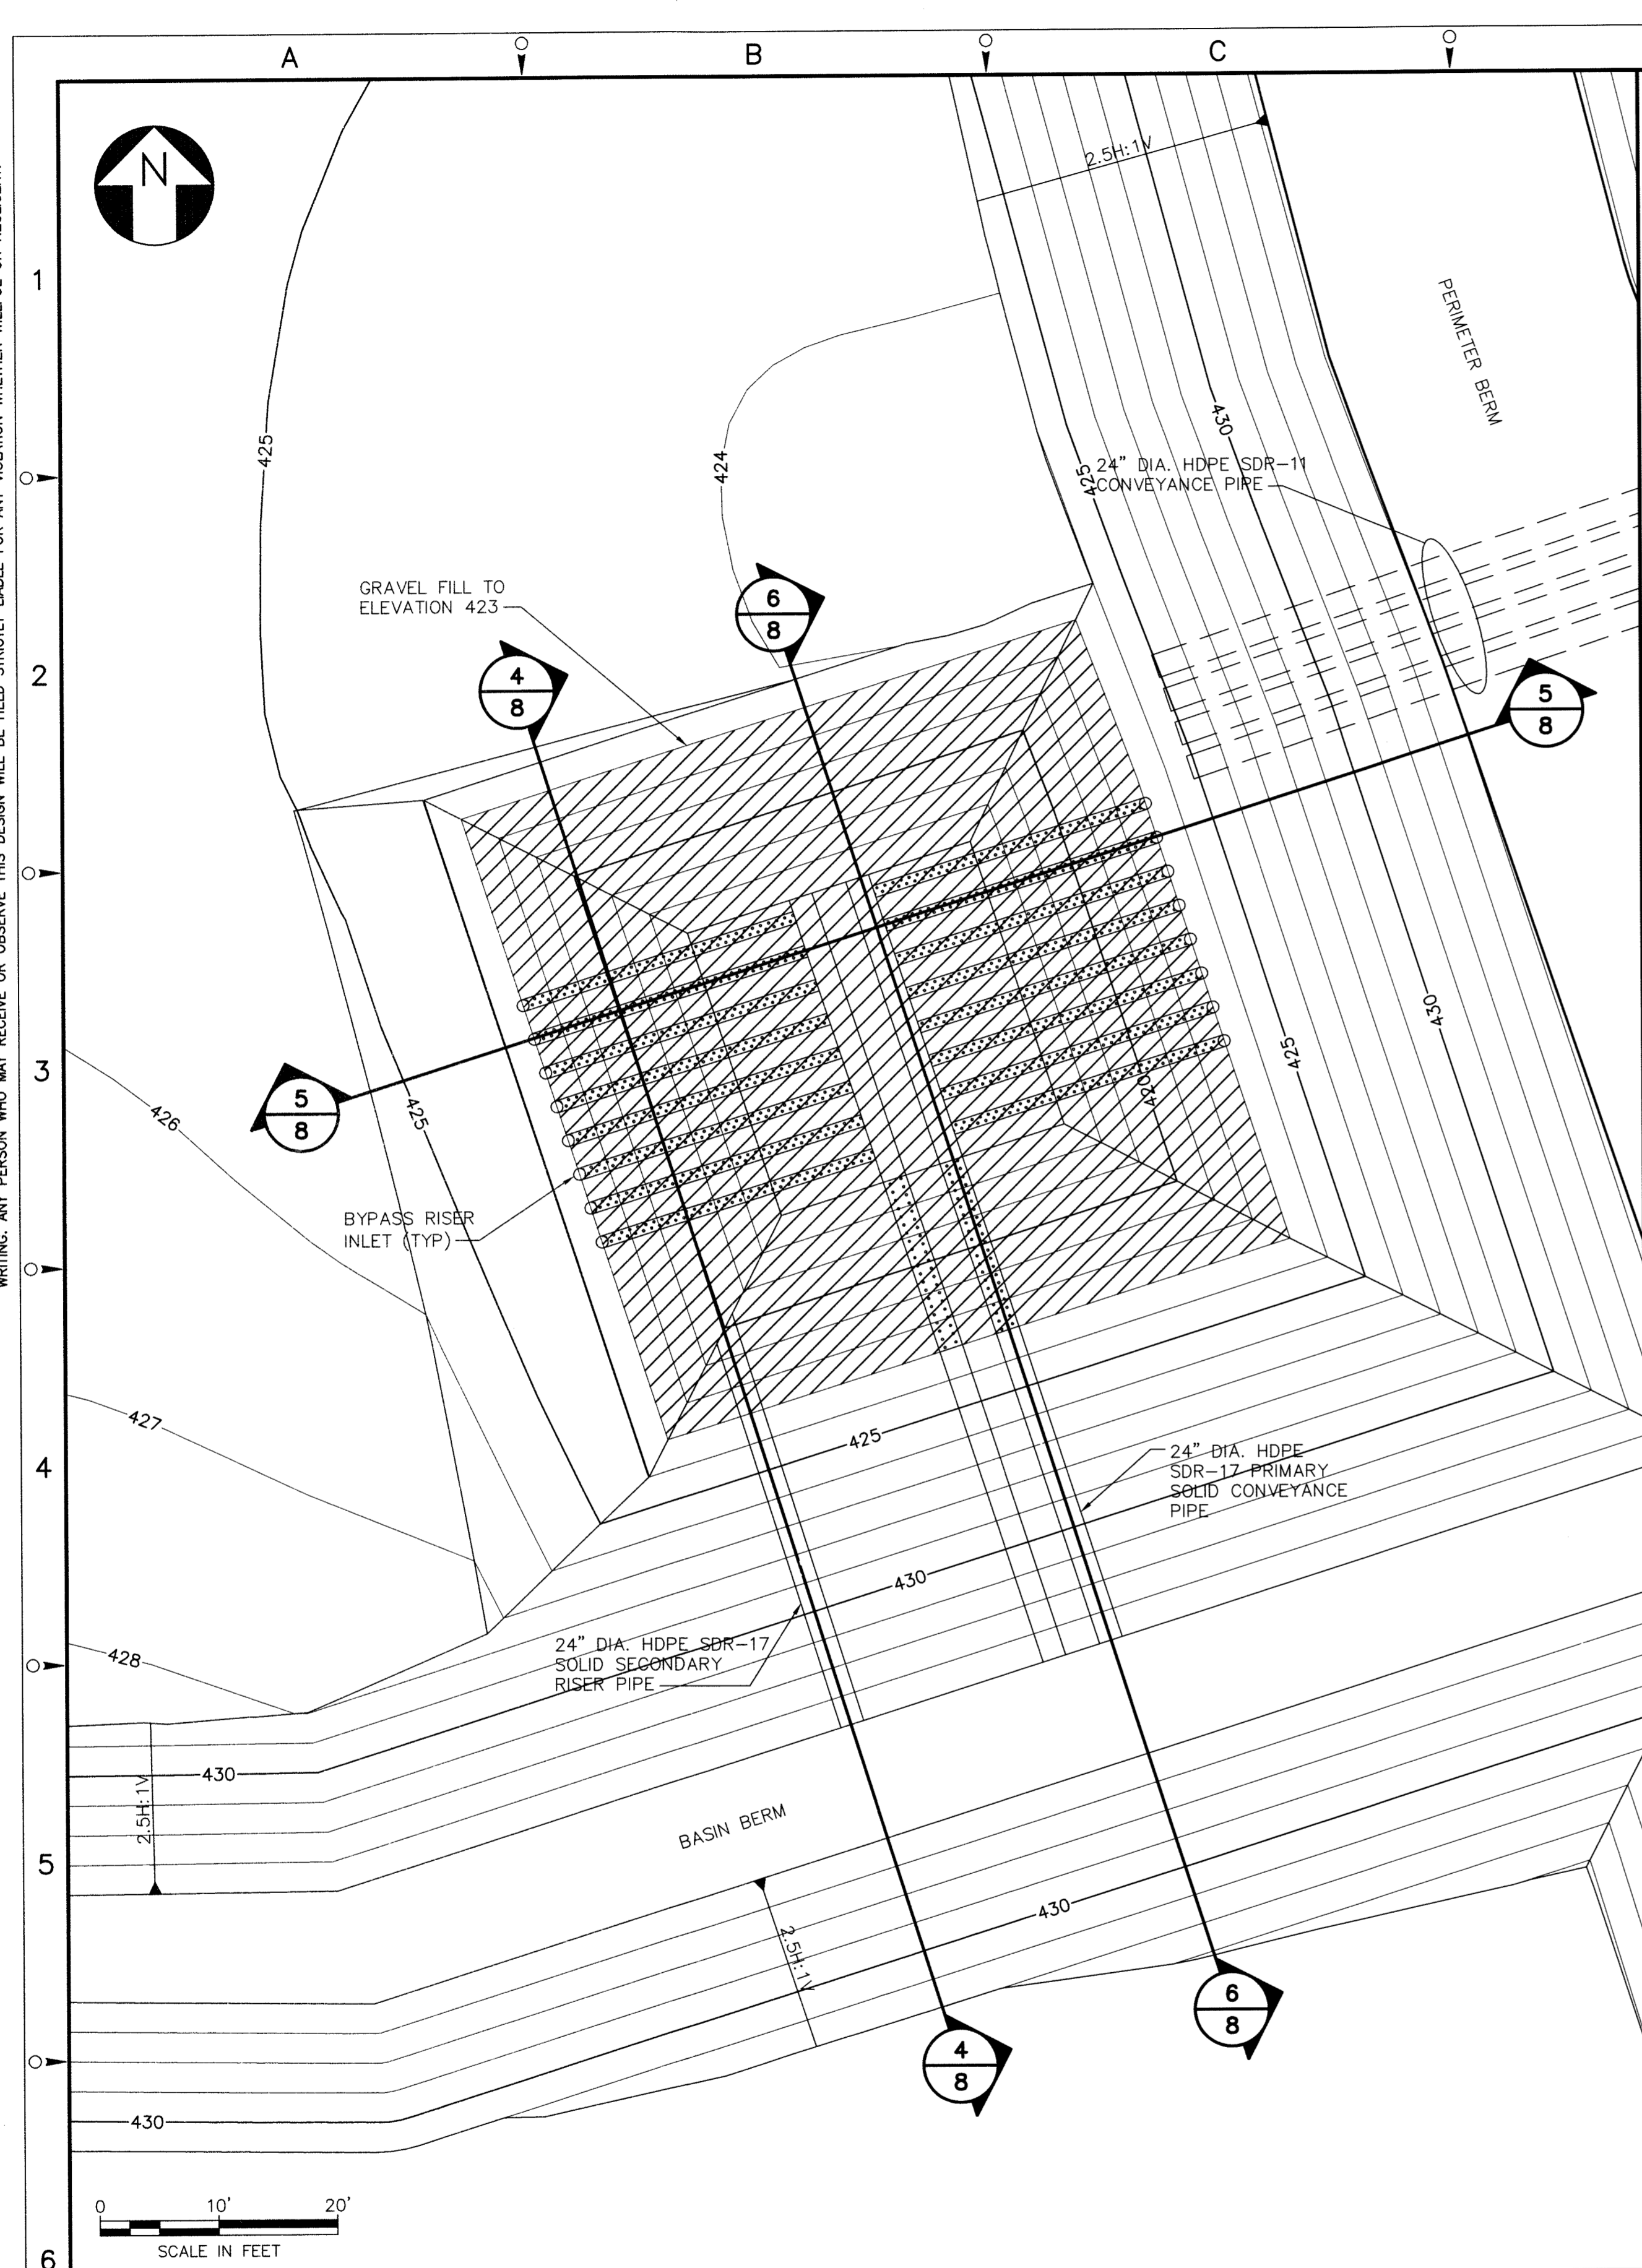 A
B
C
N
1
2.5H:1V
PERIMETER BERM
425
424
430
425
24" DIA. HDPE SDR-11
CONVEYANCE PIPE
GRAVEL FILL TO
ELEVATION 423
6
8
4
8
2
5
8
3
5
8
426
425
420
425
430
BYPASS RISER
INLET (TYP)
427
425
4
24" DIA. HDPE
SDR-17 PRIMARY
SOLID CONVEYANCE
PIPE
430
428
24" DIA. HDPE SDR-17
SOLID SECONDARY
RISER PIPE
430
2.5H:1V
BASIN BERM
5
430
2.5H:1V
6
8
4
8
430
0 10' 20'
SCALE IN FEET
6